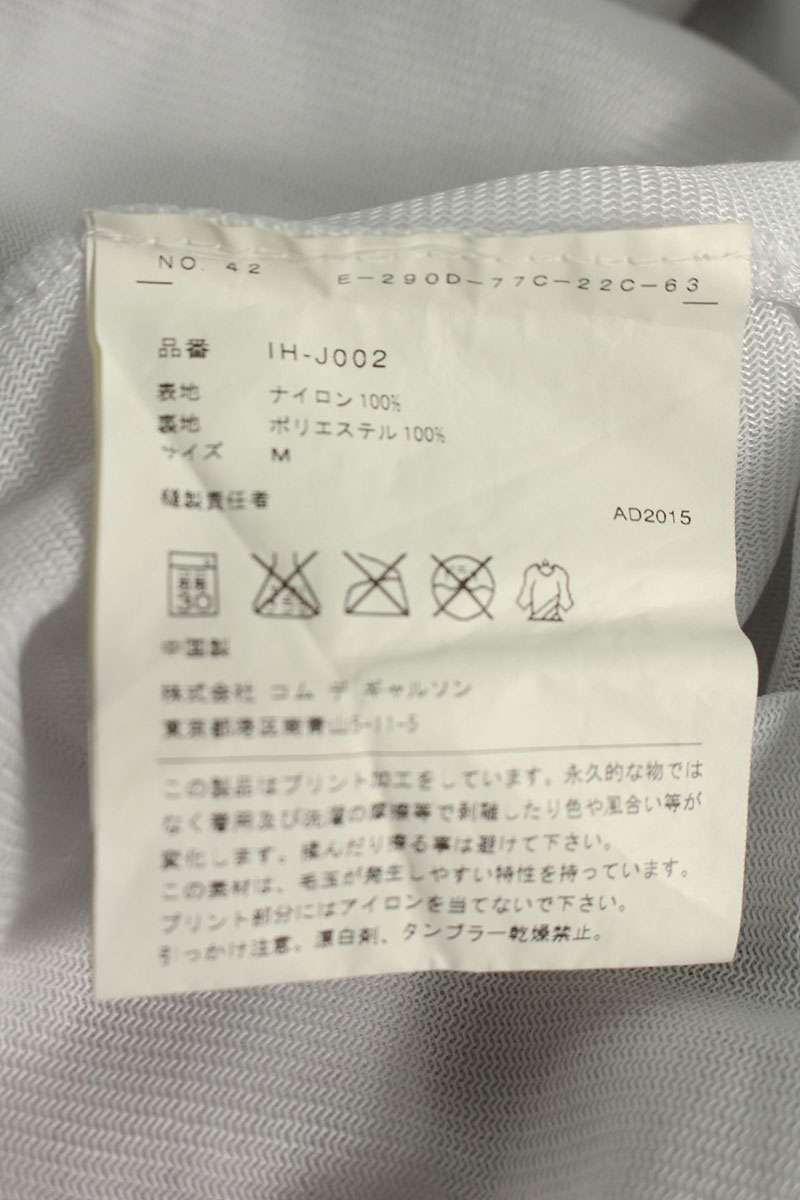 NO. 42 E-290D-77C-22C-63
品番 IH-J002
表地 ナイロン100%
裏地 ポリエステル100%
サイズ M
縫製責任者
AD2015
30
中国製
株式会社 コム デ ギャルソン
東京都港区南青山5-11-5
この製品はプリント加工をしています。永久的な物では
なく着用及び洗濯の摩擦等で剥離したり色や風合い等が
変化します。揉んだり擦る事は避けて下さい。
この素材は、毛玉が発生しやすい特性を持っています。
プリント部分にはアイロンを当てないで下さい。
引っかけ注意。漂白剤、タンブラー乾燥禁止。